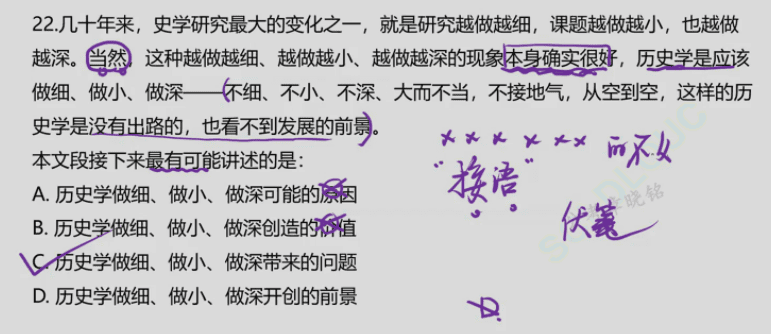 22.几十年来，史学研究最大的变化之一，就是研究越做越细，课题越做越小，也越做
越深。当然，这种越做越细、越做越小、越做越深的现象本身确实很好，历史学是应该
做细、做小、做深——不细、不小、不深、大而不当，不接地气，从空到空，这样的历
史学是没有出路的，也看不到发展的前景。
本文段接下来最有可能讲述的是：
A. 历史学做细、做小、做深可能的原因
B. 历史学做细、做小、做深创造的价值
C. 历史学做细、做小、做深带来的问题
D. 历史学做细、做小、做深开创的前景
“接语”
李晓铭